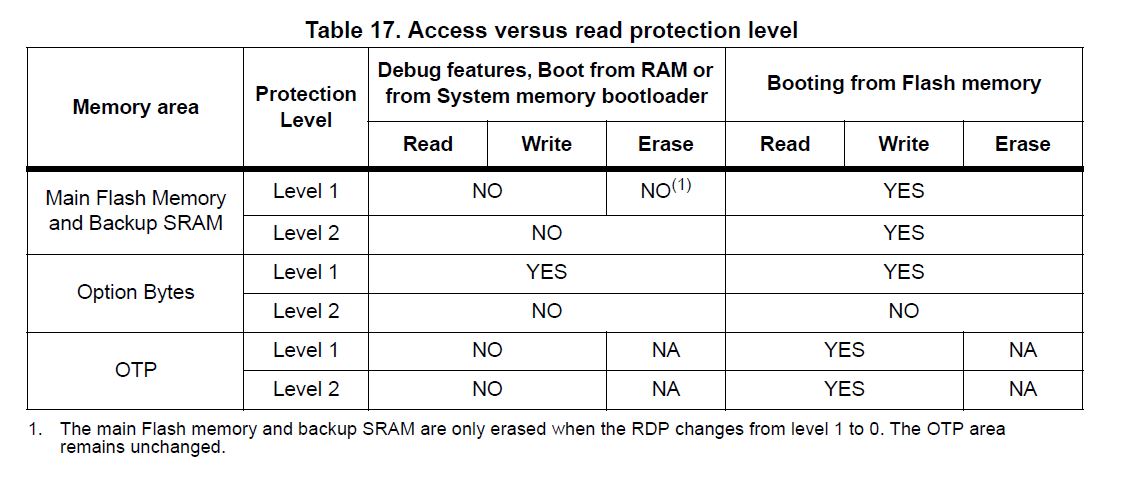 Table 17. Access versus read protection level
Memory area
Protection
Level
Debug features, Boot from RAM or
from System memory bootloader
Booting from Flash memory
Read Write Erase Read Write Erase
Main Flash Memory
and Backup SRAM
Level 1 NO NO(1) YES
Level 2 NO YES
Option Bytes
Level 1 YES YES
Level 2 NO NO
OTP
Level 1 NO NA YES NA
Level 2 NO NA YES NA
1. The main Flash memory and backup SRAM are only erased when the RDP changes from level 1 to 0. The OTP area
remains unchanged.